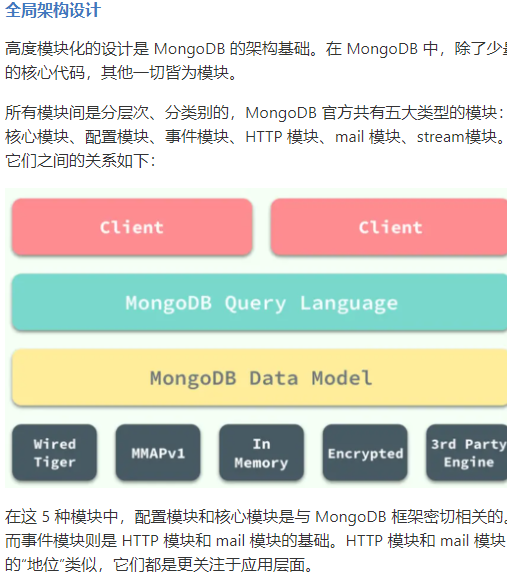 全局架构设计
高度模块化的设计是 MongoDB 的架构基础。在 MongoDB 中，除了少
的核心代码，其他一切皆为模块。
所有模块间是分层次、分类别的，MongoDB 官方共有五大类型的模块：
核心模块、配置模块、事件模块、HTTP 模块、mail 模块、stream模块。
它们之间的关系如下：
Client Client
MongoDB Query Language
MongoDB Data Model
Wired Tiger MMAPv1 In Memory Encrypted 3rd Party Engine
在这 5 种模块中，配置模块和核心模块是与 MongoDB 框架密切相关的。
而事件模块则是 HTTP 模块和 mail 模块的基础。HTTP 模块和 mail 模块
的“地位”类似，它们都是更关注于应用层面。